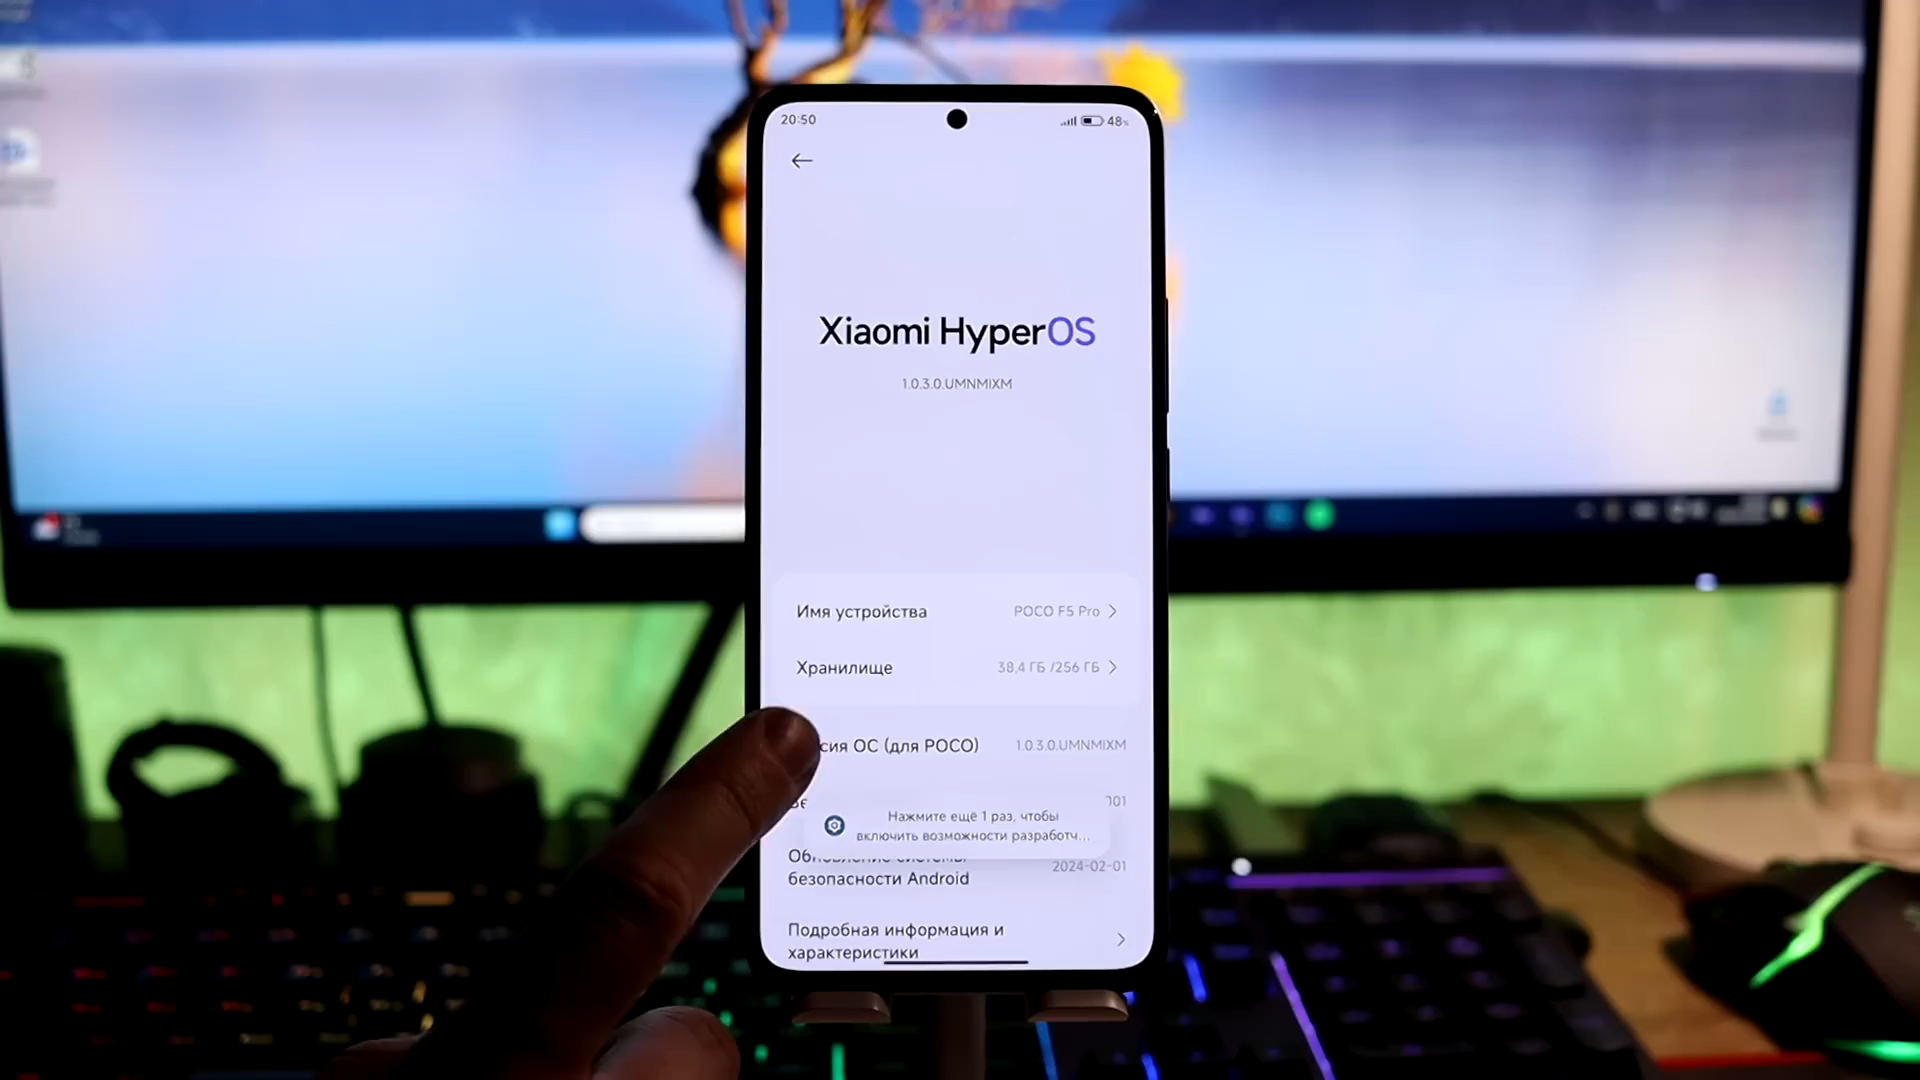 20:50
48%
Xiaomi HyperOS
1.0.3.0.UMNMIXM
Имя устройства
POCO F5 Pro
Хранилище
38,4 ГБ /256 ГБ
сия ОС (для POCO)
1.0.3.0.UMNMIXM
001
Нажмите ещё 1 раз, чтобы
включить возможности разработч...
2024-02-01
безопасности Android
Подробная информация и
характеристики